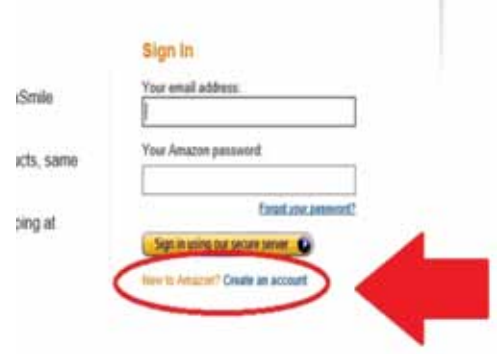 Sign In
Your email address:
Smile
Your Amazon password
ucts, same
Forgot your password?
ping at
Sign in using our secure server
New to Amazon? Create an account